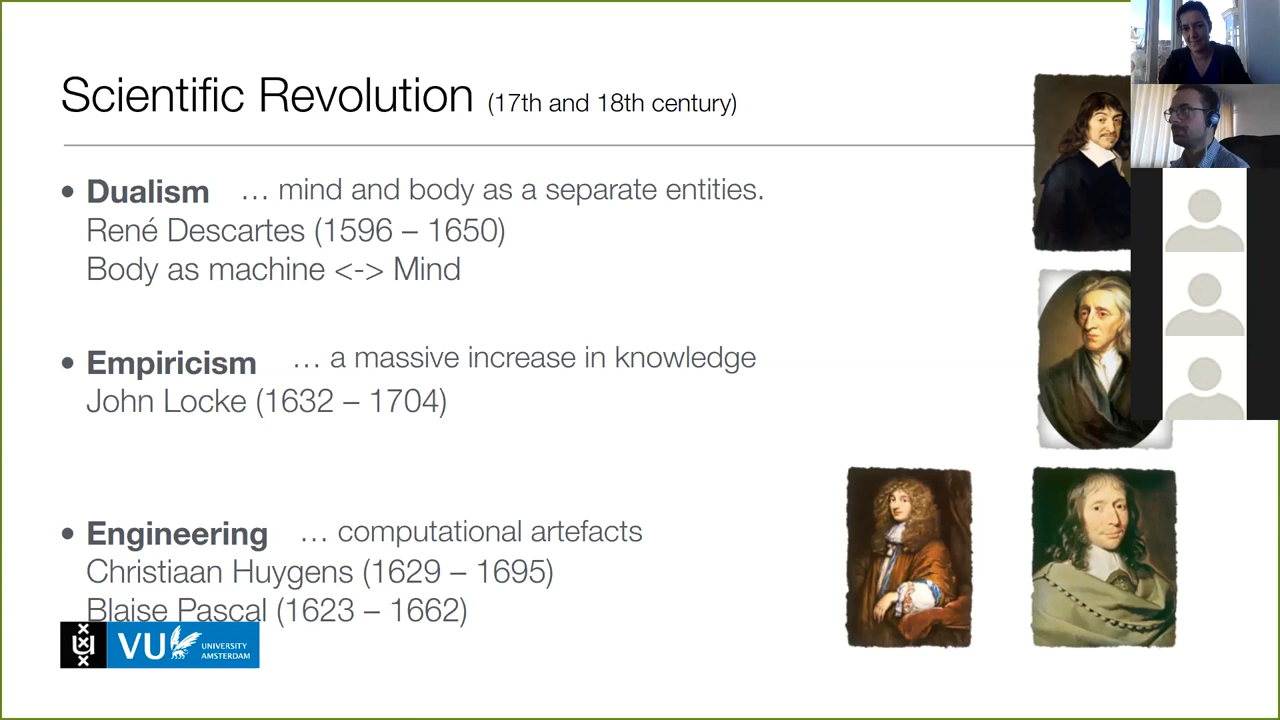 Scientific Revolution (17th and 18th century)
• Dualism … mind and body as a separate entities.
René Descartes (1596 – 1650)
Body as machine <-> Mind
• Empiricism … a massive increase in knowledge
John Locke (1632 – 1704)
• Engineering … computational artefacts
Christiaan Huygens (1629 – 1695)
Blaise Pascal (1623 – 1662)
VU UNIVERSITY
AMSTERDAM